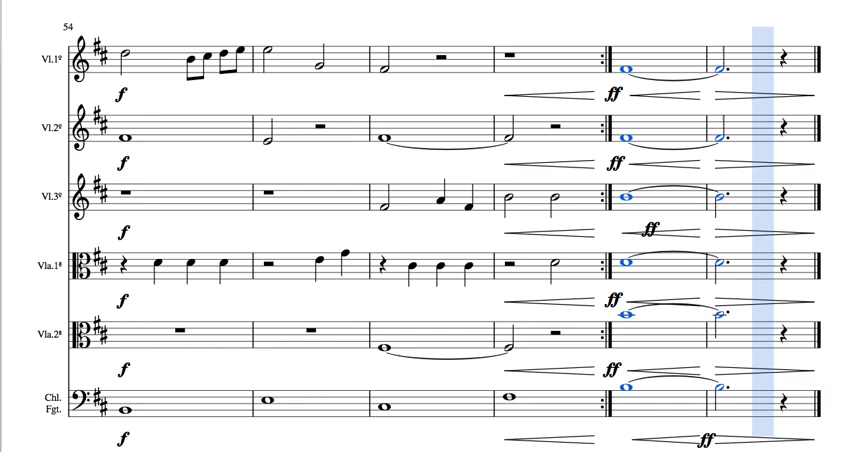 54
Vl.1º
f ff
Vl.2º
f ff
Vl.3º
f ff
Vla.1ª
f ff
Vla.2ª
f ff
Chl.
Fgt.
f ff